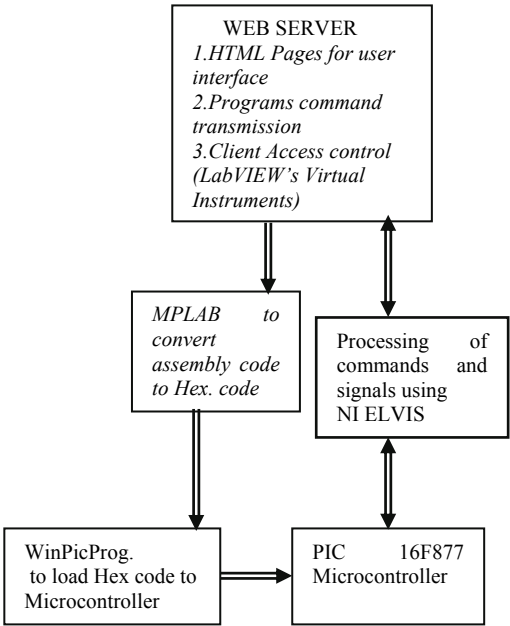 WEB SERVER
1.HTML Pages for user
interface
2.Programs command
transmission
3.Client Access control
(LabVIEW's Virtual
Instruments)
MPLAB to
convert
assembly code
to Hex. code
Processing of
commands and
signals using
NI ELVIS
WinPicProg.
to load Hex code to
Microcontroller
PIC 16F877
Microcontroller